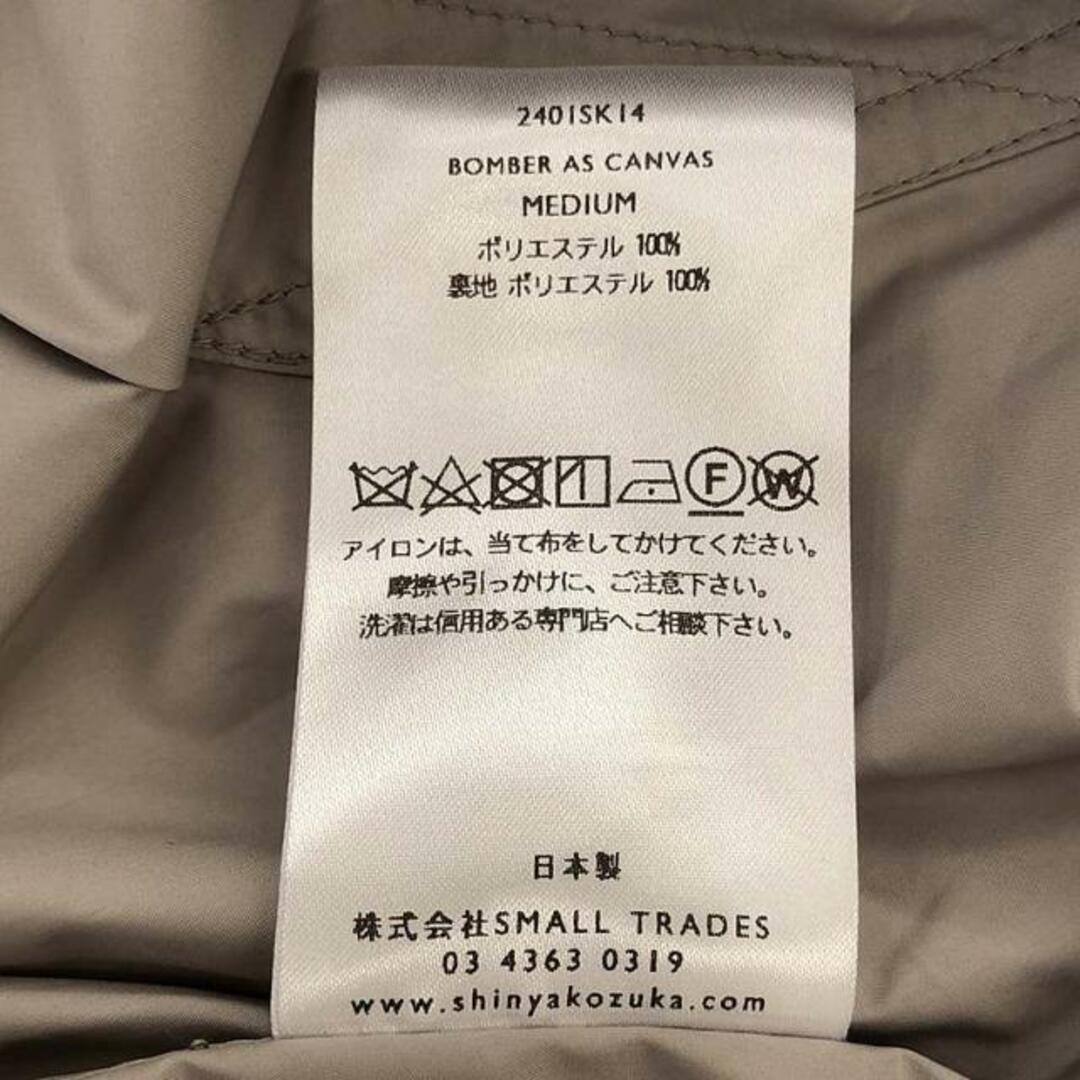 2401SK14
BOMBER AS CANVAS
MEDIUM
ポリエステル 100%
裏地 ポリエステル 100%
F W
アイロンは、当て布をしてかけてください。
摩擦や引っかけに、ご注意下さい。
洗濯は信用ある専門店へご相談下さい。
日本製
株式会社SMALL TRADES
03 4363 0319
www.shinyakozuka.com